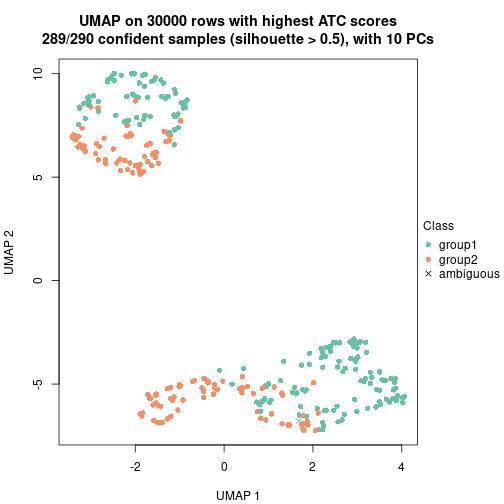 UMAP on 30000 rows with highest ATC scores
289/290 confident samples (silhouette > 0.5), with 10 PCs
10
5
0
-5
UMAP 2
-2
0
2
4
UMAP 1
Class
group1
group2
ambiguous